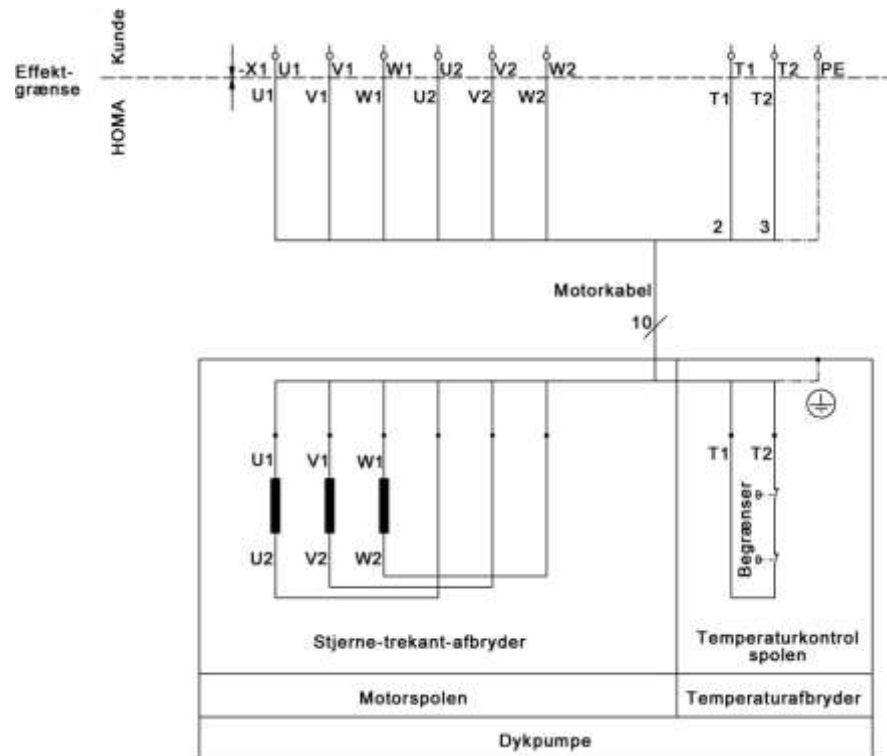 Kunde
Effekt-
grænse
HOMA
-X1 U1 V1 W1 U2 V2 W2 T1 T2 PE
U1 V1 W1 U2 V2 W2 T1 T2
2 3
Motorkabel
10
U1 V1 W1 T1 T2
Begrænser
U2 V2 W2
Stjerne-trekant-afbryder
Temperaturkontrol
spolen
Motorspolen Temperaturafbryder
Dykpumpe